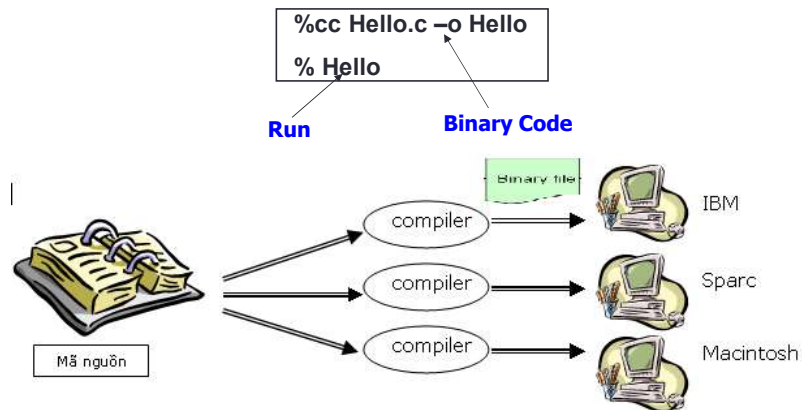 %cc Hello.c –o Hello
% Hello
Run
Binary Code
Binary file
compiler
IBM
compiler
Sparc
compiler
Macintosh
Mã nguồn